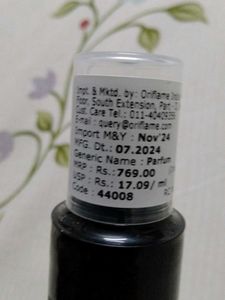 Impt. & Mktd. by: Oriflame
Floor, South Extension, Part -
Cust. Care Tel.: 011-40409
E.mail : query@oriflame.com
Import M&Y : Nov'24
MFG. Dt.: 07.2024
Generic Name : Parfum
MRP : Rs.:769.00
USP : Rs.: 17.09/ ml
Code : 44008